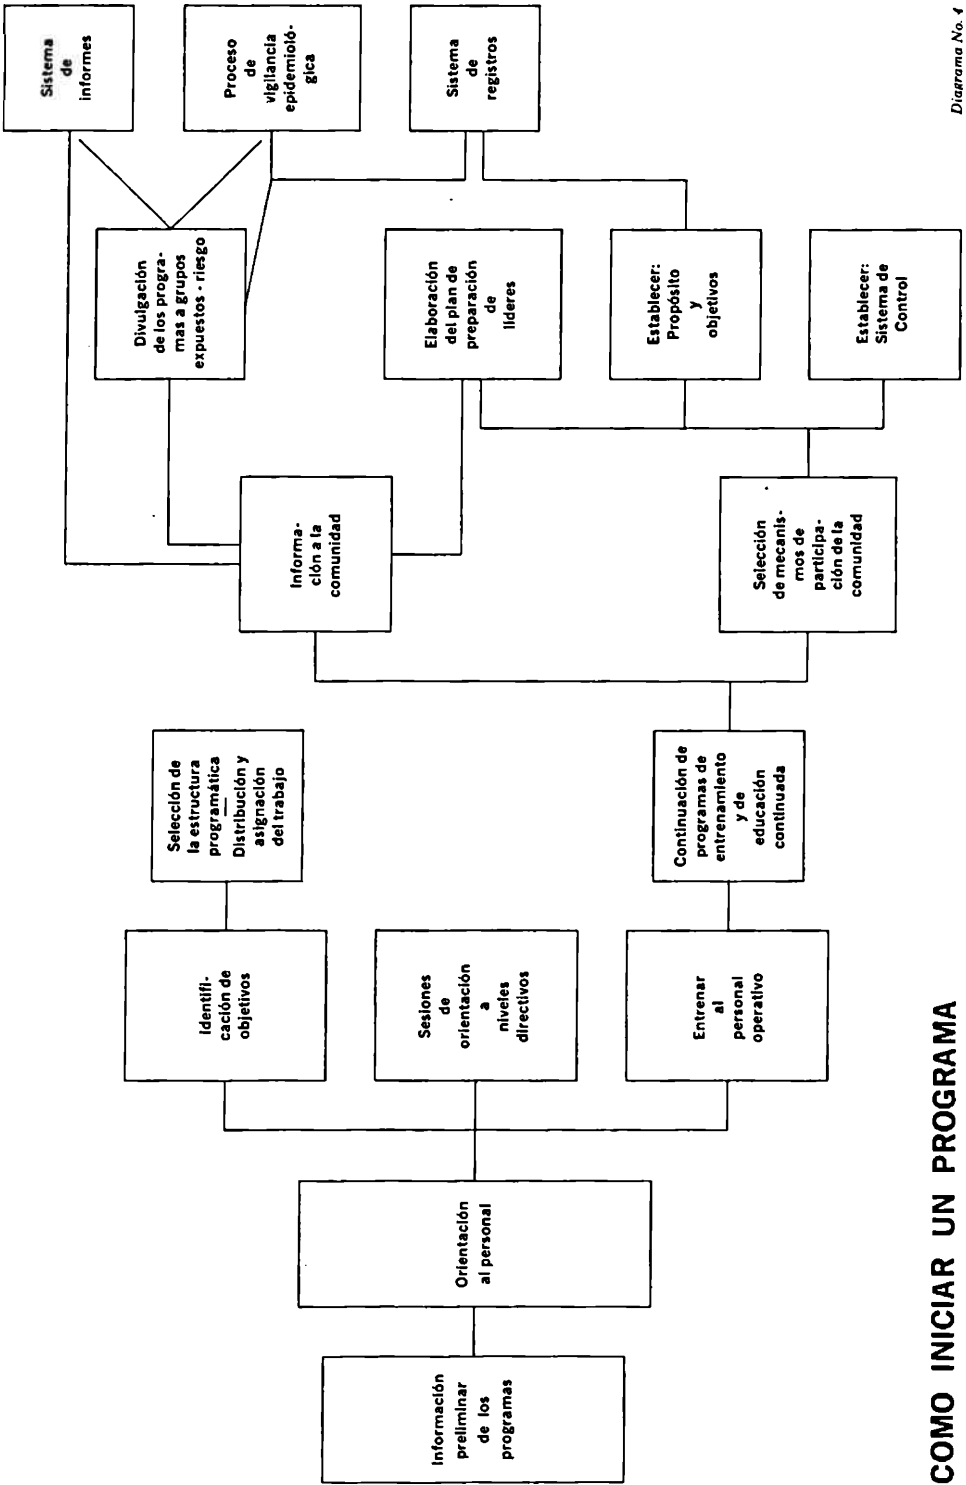 COMO INICIAR UN PROGRAMA
Información
preliminar
de los
programas
Orientación
al personal
Identifi-
cación de
objetivos
Sesiones
de
orientación
a
niveles
directivos
Entrenar
al
personal
operativo
Selección de
la estructura
programática
—
Distribución y
asignación
del trabajo
Continuación de
programas de
entrenamiento
y de
educación
continuada
Informa-
ción a la
comunidad
Selección
de mecanis-
mos de
participa-
ción de la
comunidad
Divulgación
de los progra-
mas a grupos
expuestos - riesgo
Elaboración
del plan de
preparación
de
líderes
Establecer:
Propósito
y
objetivos
Establecer:
Sistema de
Control
Sistema
de
informes
Proceso
de
vigilancia
epidemioló-
gica
Sistema
de
registros
Diagrama No.